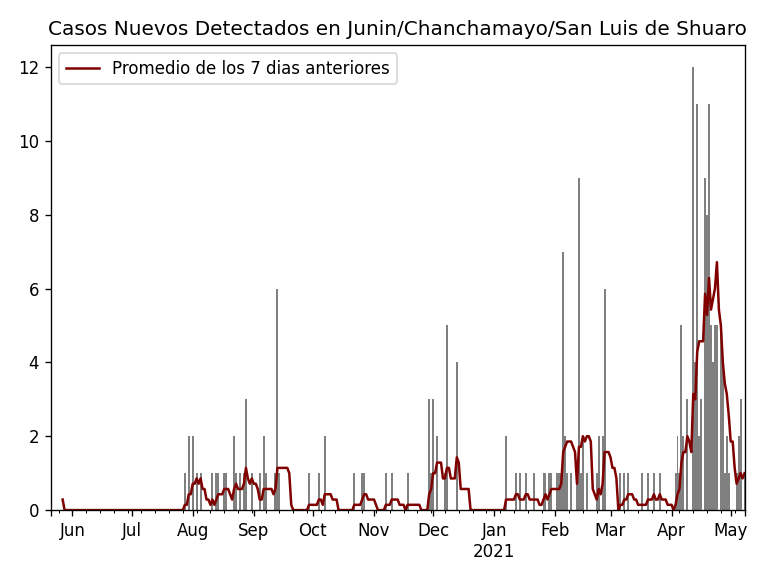 Casos Nuevos Detectados en Junin/Chanchamayo/San Luis de Shuaro
Promedio de los 7 dias anteriores
12
10
8
6
4
2
0
Jun Jul Aug Sep Oct Nov Dec Jan Feb Mar Apr May
2021